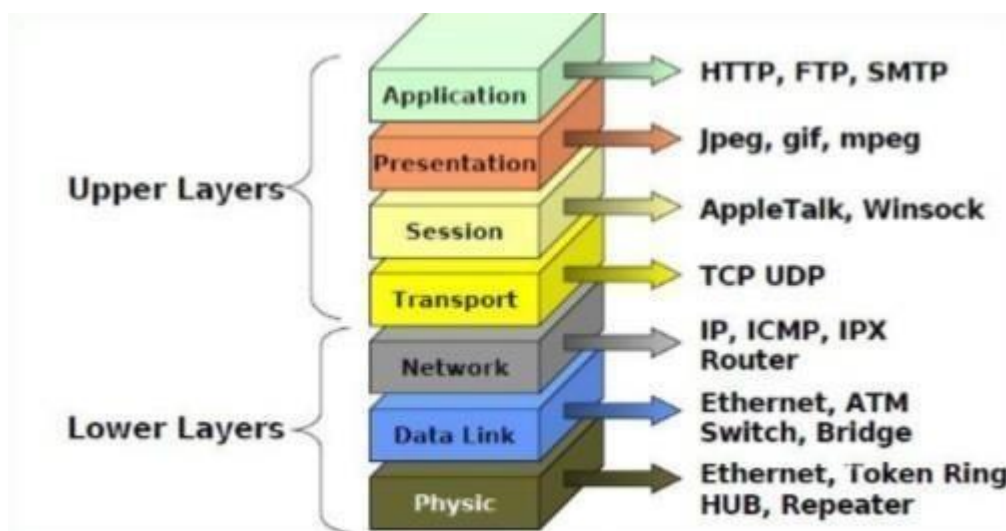 Application
HTTP, FTP, SMTP
Presentation
Jpeg, gif, mpeg
Upper Layers
Session
AppleTalk, Winsock
Transport
TCP UDP
Network
IP, ICMP, IPX
Router
Lower Layers
Data Link
Ethernet, ATM
Switch, Bridge
Physic
Ethernet, Token Ring
HUB, Repeater